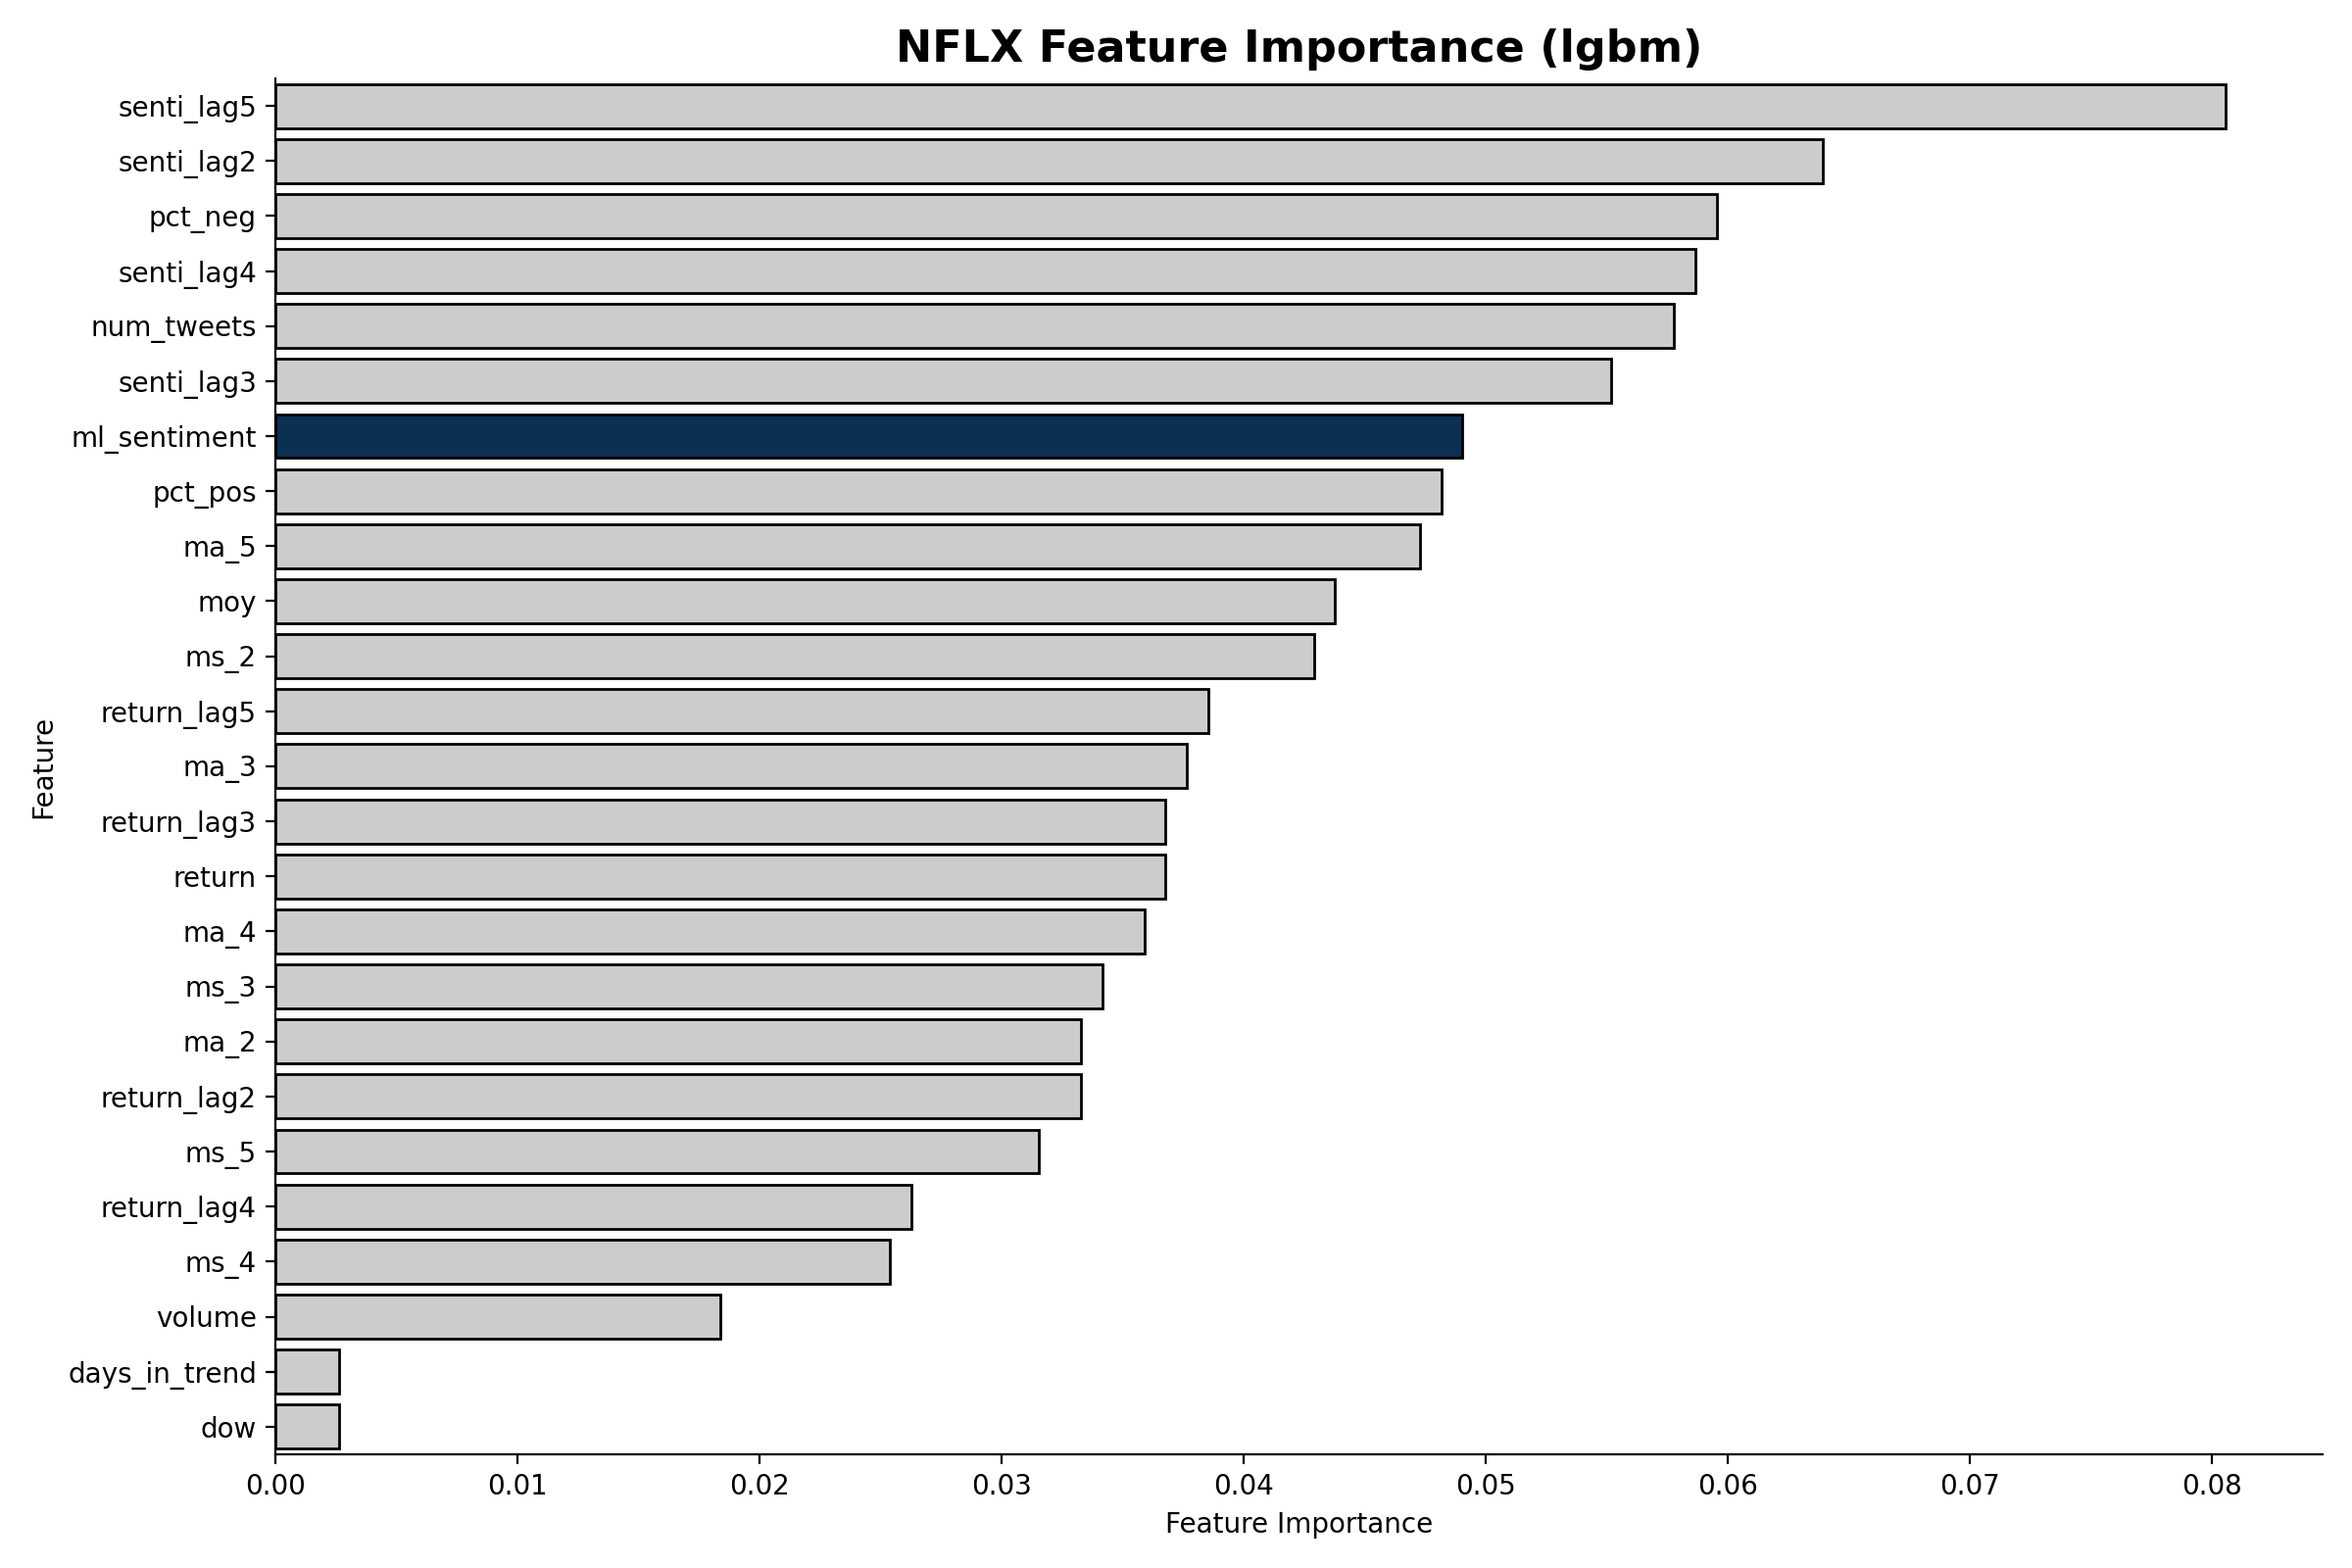 NFLX Feature Importance (lgbm)
senti_lag5
senti_lag2
pct_neg
senti_lag4
num_tweets
senti_lag3
ml_sentiment
pct_pos
ma_5
moy
ms_2
return_lag5
ma_3
return_lag3
return
ma_4
ms_3
ma_2
return_lag2
ms_5
return_lag4
ms_4
volume
days_in_trend
dow
Feature
0.00 0.01 0.02 0.03 0.04 0.05 0.06 0.07 0.08
Feature Importance